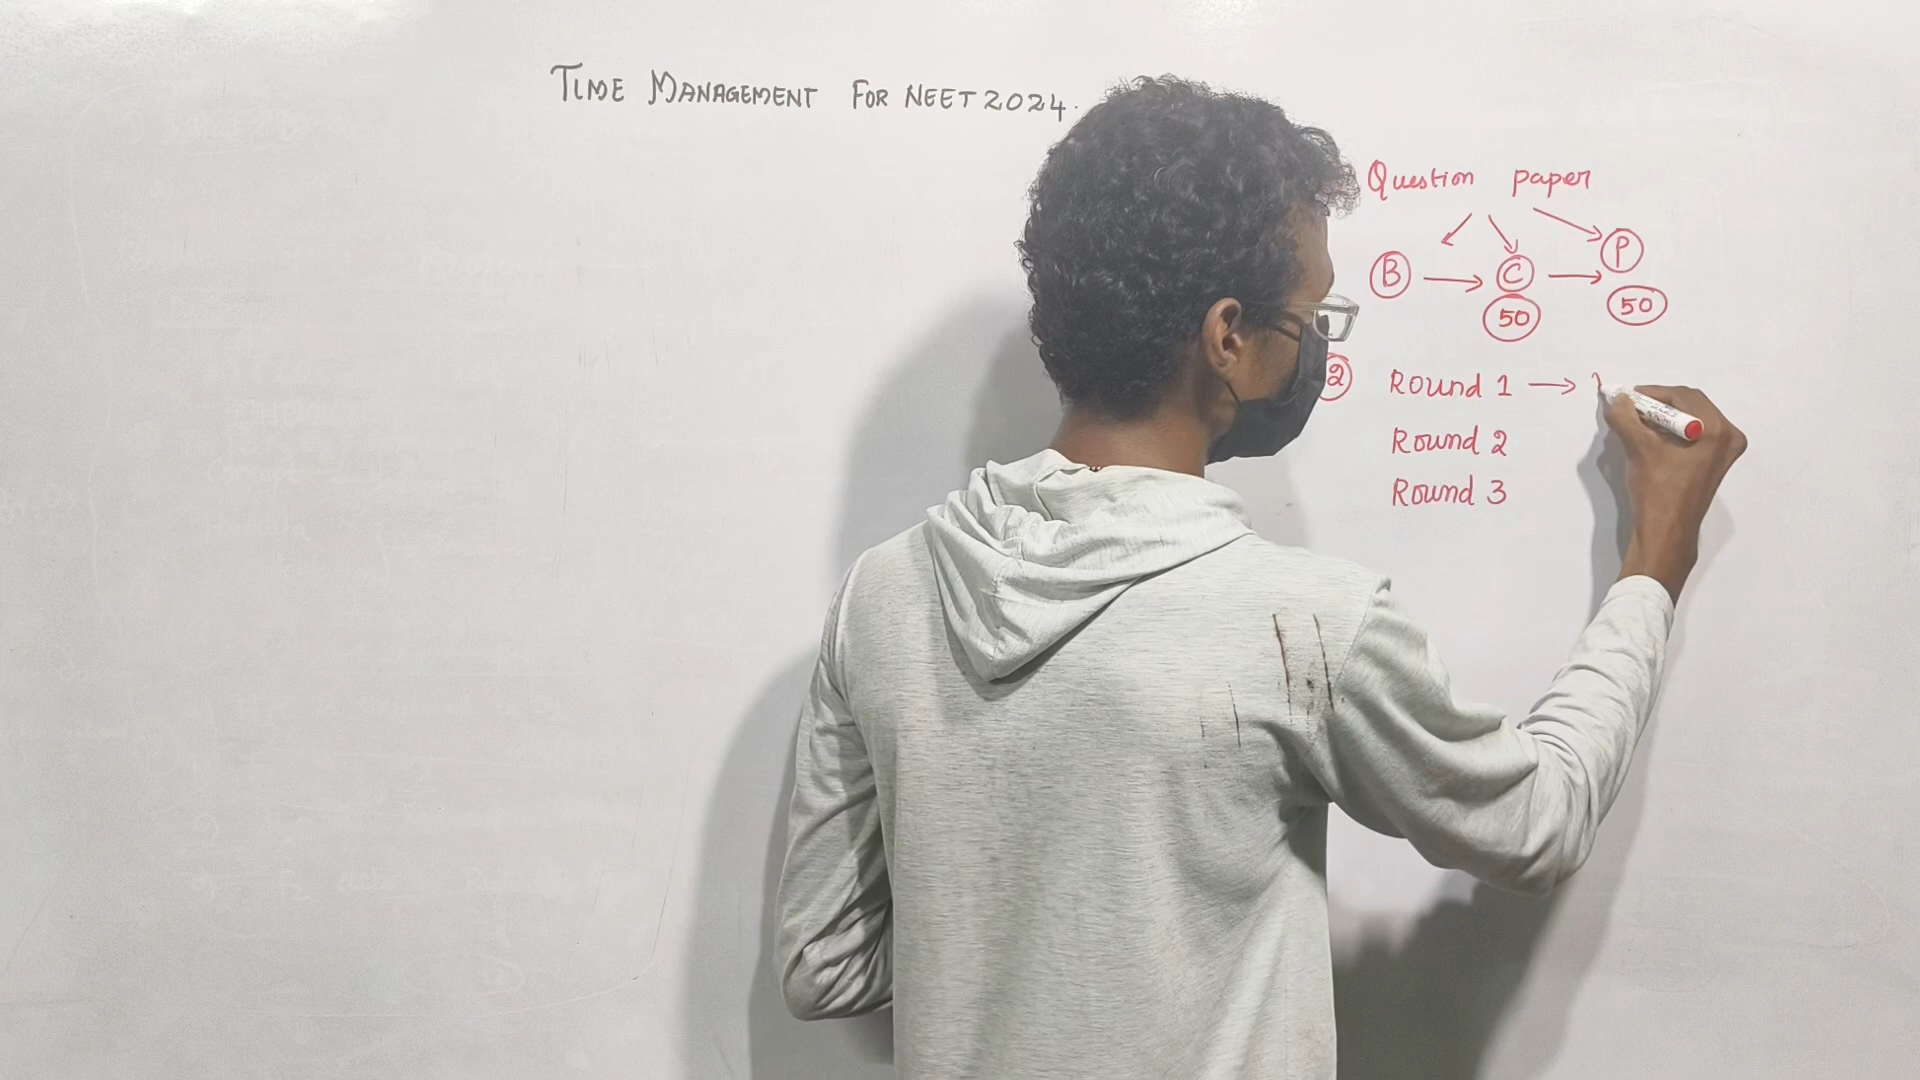 TIME MANAGEMENT FOR NEET 2024.
Question paper
B → C → P
50 50
2 Round 1 →
Round 2
Round 3